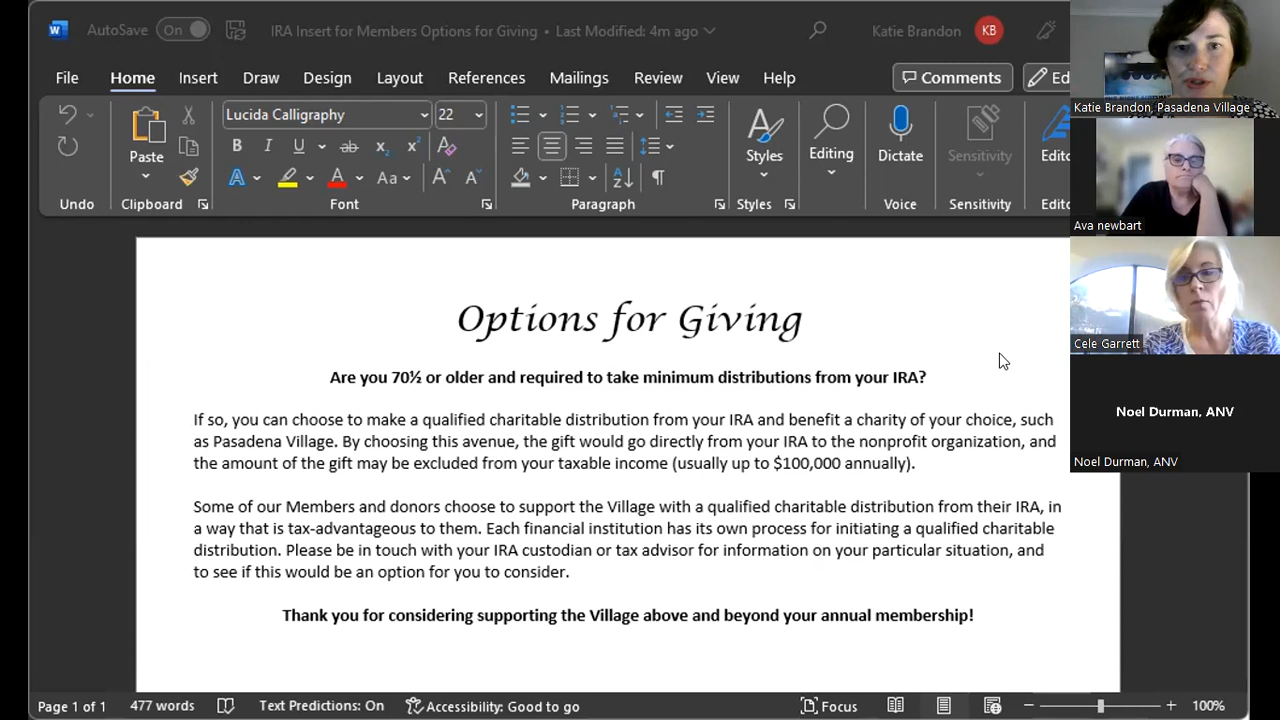 AutoSave On IRA Insert for Members Options for Giving - Last Modified: 4m ago Katie Brandon KB
File Home Insert Draw Design Layout References Mailings Review View Help Comments Ed
Lucida Calligraphy 22
Paste Styles Editing Dictate Sensitivity Edito
Undo Clipboard Font Paragraph Styles Voice Sensitivity Edito
Katie Brandon, Pasadena Village
Ava newbart
Cele Garrett
Noel Durman, ANV
Noel Durman, ANV
Options for Giving
Are you 70½ or older and required to take minimum distributions from your IRA?
If so, you can choose to make a qualified charitable distribution from your IRA and benefit a charity of your choice, such
as Pasadena Village. By choosing this avenue, the gift would go directly from your IRA to the nonprofit organization, and
the amount of the gift may be excluded from your taxable income (usually up to $100,000 annually).
Some of our Members and donors choose to support the Village with a qualified charitable distribution from their IRA, in
a way that is tax-advantageous to them. Each financial institution has its own process for initiating a qualified charitable
distribution. Please be in touch with your IRA custodian or tax advisor for information on your particular situation, and
to see if this would be an option for you to consider.
Thank you for considering supporting the Village above and beyond your annual membership!
Page 1 of 1 477 words Text Predictions: On Accessibility: Good to go Focus 100%